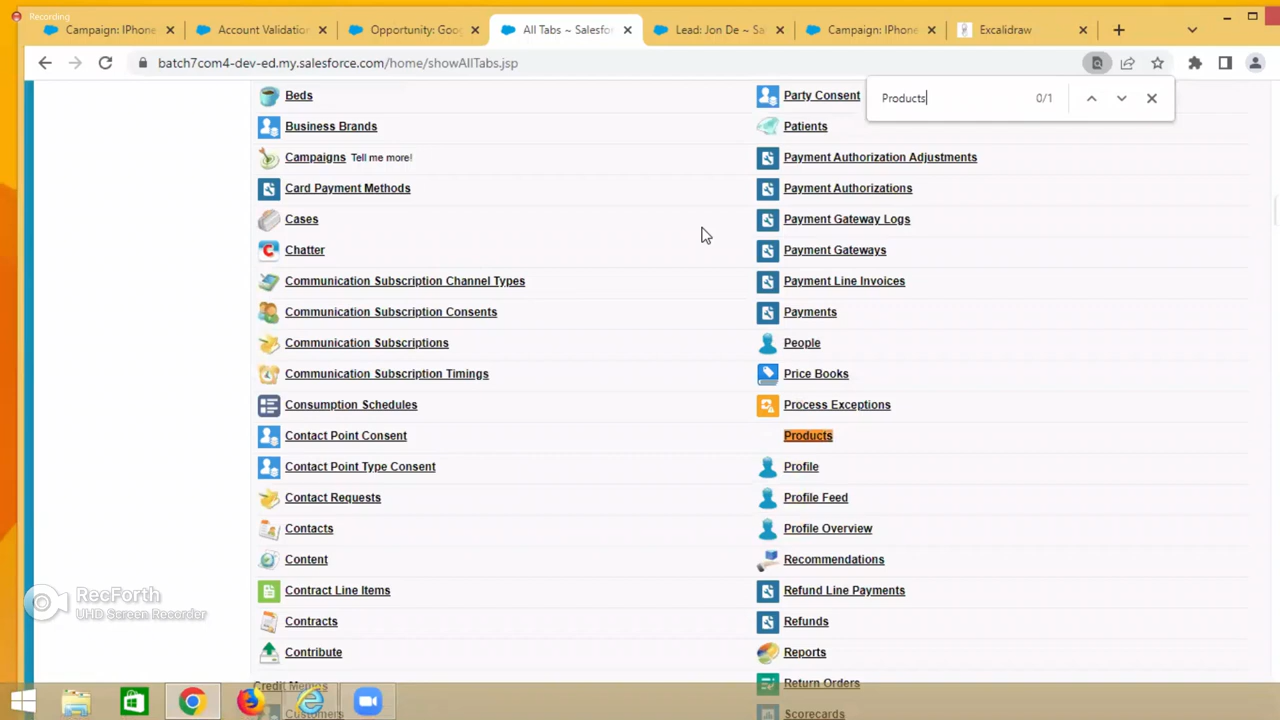 Recording
Campaign: IPhone
Account Validation
Opportunity: Goo
All Tabs ~ Salesfor
Lead: Jon De ~ Sa
Campaign: IPhone
Excalidraw
batch7com4-dev-ed.my.salesforce.com/home/showAllTabs.jsp
Products 0/1
Beds
Business Brands
Campaigns Tell me more!
Card Payment Methods
Cases
Chatter
Communication Subscription Channel Types
Communication Subscription Consents
Communication Subscriptions
Communication Subscription Timings
Consumption Schedules
Contact Point Consent
Contact Point Type Consent
Contact Requests
Contacts
Content
Contract Line Items
Contracts
Contribute
Credit Memos
Customers
Party Consent
Patients
Payment Authorization Adjustments
Payment Authorizations
Payment Gateway Logs
Payment Gateways
Payment Line Invoices
Payments
People
Price Books
Process Exceptions
Products
Profile
Profile Feed
Profile Overview
Recommendations
Refund Line Payments
Refunds
Reports
Return Orders
Scorecards
RecForth
UHD Screen Recorder